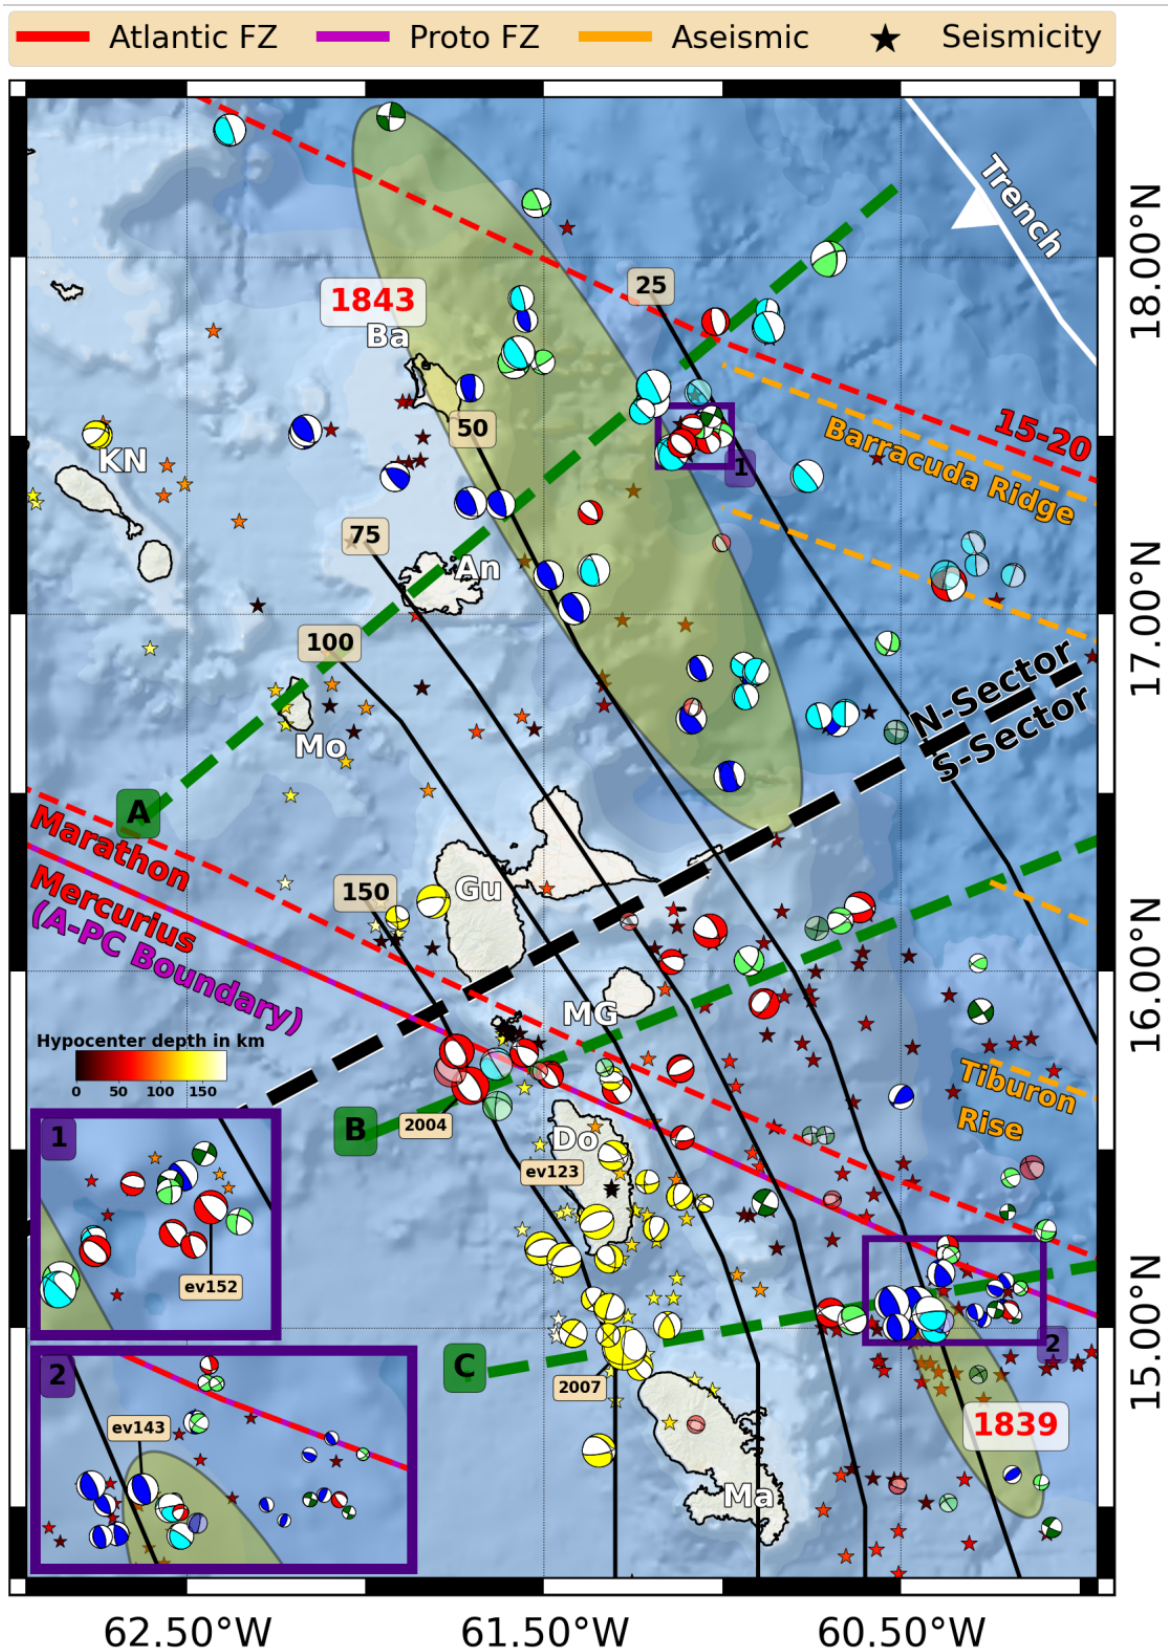 Atlantic FZ Proto FZ Aseismic Seismicity
Trench
18.00°N
25
1843
Ba
15-20
Barracuda Ridge
50
KN
1
75
An
17.00°N
100
N-Sector
S-Sector
Mo
A
Marathon
Mercurius
(A-PC Boundary)
150
Gu
16.00°N
MG
Hypocenter depth in km
0 50 100 150
Tiburon
Rise
B
2004
Do
1
ev123
ev152
2
15.00°N
C
2007
2
ev143
1839
Ma
62.50°W 61.50°W 60.50°W